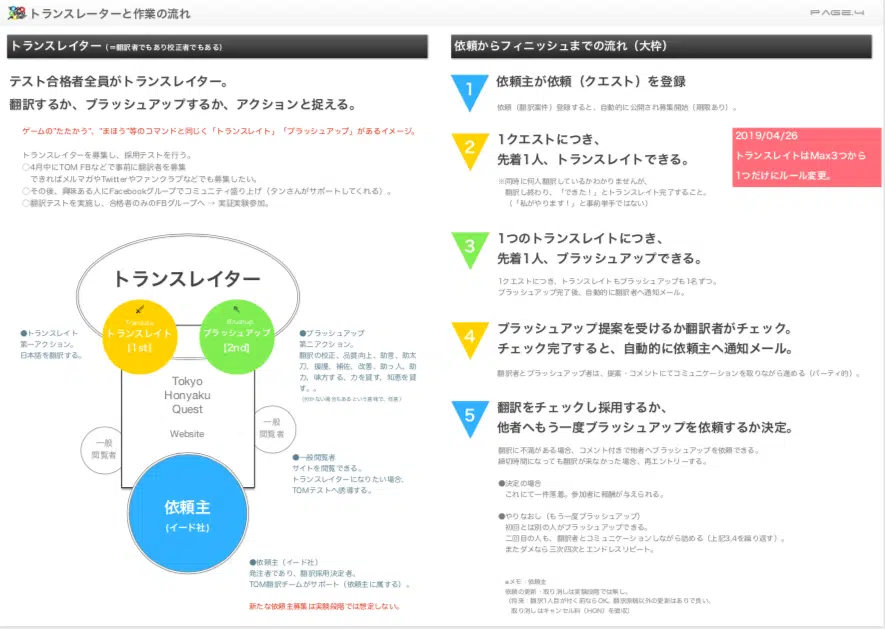 トランスレーターと作業の流れ
PAGE.4
トランスレイター（＝翻訳者でもあり校正者でもある）
テスト合格者全員がトランスレイター。
翻訳するか、ブラッシュアップするか、アクションと捉える。
ゲームの“たたかう”、“まほう”等のコマンドと同じく「トランスレイト」「ブラッシュアップ」があるイメージ。
トランスレイターを募集し、採用テストを行う。
○4月中にTOM FBなどで事前に翻訳者を募集
できればメルマガやTwitterやファンクラブなどでも募集したい。
○その後、興味ある人にFacebookグループでコミュニティ盛り上げ（タンさんがサポートしてくれる）。
○翻訳テストを実施し、合格者のみのFBグループへ → 実証実験参加。
トランスレイター
Translate
トランスレイト
[1st]
Brushup
ブラッシュアップ
[2nd]
●トランスレイト
第一アクション。
日本語を翻訳する。
●ブラッシュアップ
第二アクション。
翻訳の校正、品質向上、助言、助太
刀、援護、補佐、改善、助っ人、助
力、味方する、力を貸す、知恵を貸
す。。
Tokyo
Honyaku
Quest
Website
一般
閲覧者
一般
閲覧者
●一般閲覧者
サイトを閲覧できる。
トランスレイターになりたい場合、
TOMテストへ誘導する。
依頼主
(イード社)
●依頼主（イード社）
発注者であり、翻訳採用決定者。
TOM翻訳チームがサポート（依頼主に属する）。
新たな依頼主募集は実験段階では想定しない。
依頼からフィニッシュまでの流れ（大枠）
1
依頼主が依頼（クエスト）を登録
依頼（翻訳案件）登録すると、自動的に公開され募集開始（期限あり）。
2
1クエストにつき、
先着1人、トランスレイトできる。
※同時に何人翻訳しているかわかりませんが、
翻訳し終わり、「できた！」とトランスレイト完了すること。
（「私がやります！」と事前挙手ではない）
2019/04/26
トランスレイトはMax3つから
1つだけにルール変更。
3
1つのトランスレイトにつき、
先着1人、ブラッシュアップできる。
1クエストにつき、トランスレイトもブラッシュアップも1名ずつ。
ブラッシュアップ完了後、自動的に翻訳者へ通知メール。
4
ブラッシュアップ提案を受けるか翻訳者がチェック。
チェック完了すると、自動的に依頼主へ通知メール。
翻訳者とブラッシュアップ者は、提案・コメントにてコミュニケーションを取りながら進める（パーティ的）。
5
翻訳をチェックし採用するか、
他者へもう一度ブラッシュアップを依頼するか決定。
翻訳に不満がある場合、コメント付きで他者へブラッシュアップを依頼できる。
締切時間になっても翻訳が来なかった場合、再エントリーする。
●決定の場合
これにて一件落着。参加者に報酬が与えられる。
●やりなおし（もう一度ブラッシュアップ）
初回とは別の人がブラッシュアップできる。
二回目の人も、翻訳者とコミュニケーションしながら詰める（上記3,4を繰り返す）。
またダメなら三次四次とエンドレスリピート。
※メモ：依頼主
依頼の更新・取り消しは実験段階では無し。
取り消しはキャンセル料（HON）を徴収）